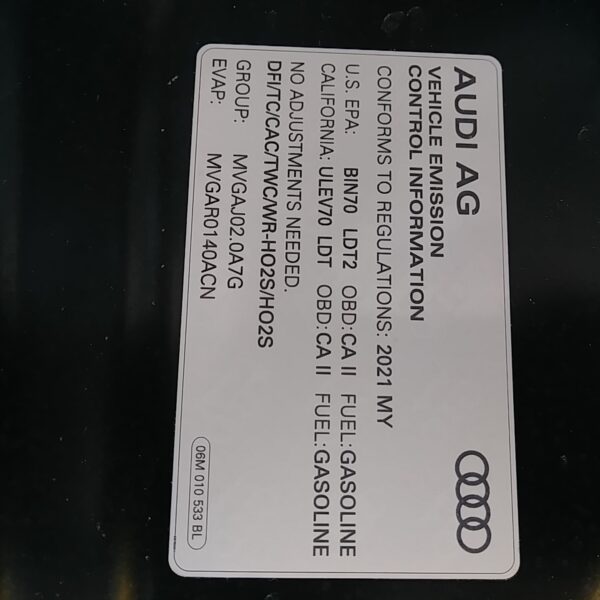 AUDI AG
VEHICLE EMISSION
CONTROL INFORMATION
CONFORMS TO REGULATIONS: 2021 MY
U.S. EPA: BIN70 LDT2 OBD:CA II FUEL:GASOLINE
CALIFORNIA: ULEV70 LDT OBD:CA II FUEL:GASOLINE
NO ADJUSTMENTS NEEDED.
DFI/TC/CAC/TWC/WR-HO2S/HO2S
GROUP: MVGAJ02.0A7G
EVAP: MVGAR0140ACN
06M 010 533 BL